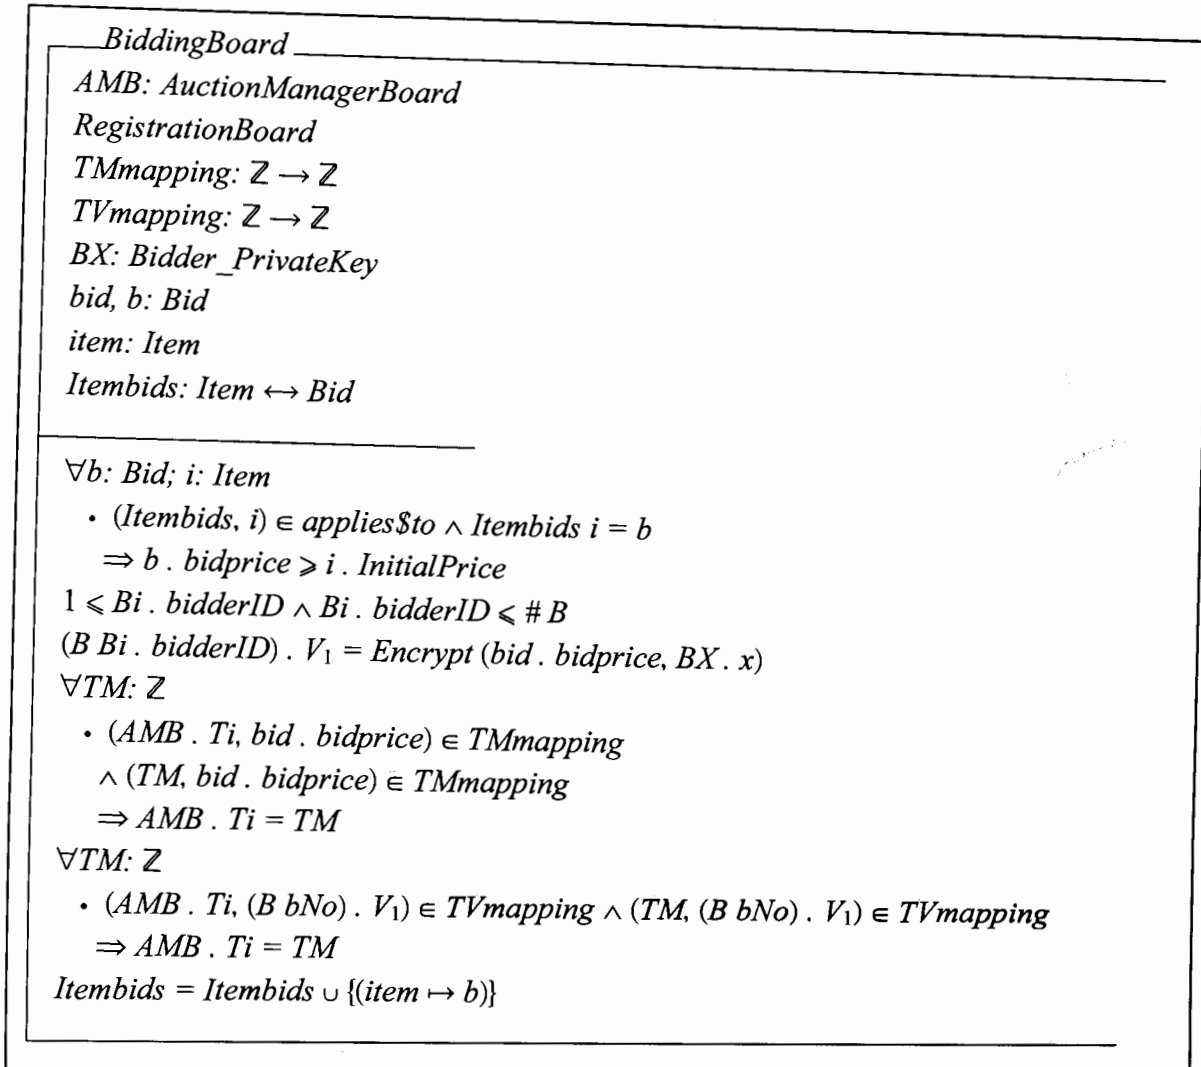 BiddingBoard
AMB: AuctionManagerBoard
RegistrationBoard
TMmapping: ℤ → ℤ
TVmapping: ℤ → ℤ
BX: Bidder_PrivateKey
bid, b: Bid
item: Item
Itembids: Item ↔ Bid
∀b: Bid; i: Item
• (Itembids, i) ∈ applies$to ∧ Itembids i = b
⇒ b . bidprice ⩾ i . InitialPrice
1 ⩽ Bi . bidderID ∧ Bi . bidderID ⩽ # B
(B Bi . bidderID) . V₁ = Encrypt (bid . bidprice, BX . x)
∀TM: ℤ
• (AMB . Ti, bid . bidprice) ∈ TMmapping
∧ (TM, bid . bidprice) ∈ TMmapping
⇒ AMB . Ti = TM
∀TM: ℤ
• (AMB . Ti, (B bNo) . V₁) ∈ TVmapping ∧ (TM, (B bNo) . V₁) ∈ TVmapping
⇒ AMB . Ti = TM
Itembids = Itembids ∪ {(item ↦ b)}